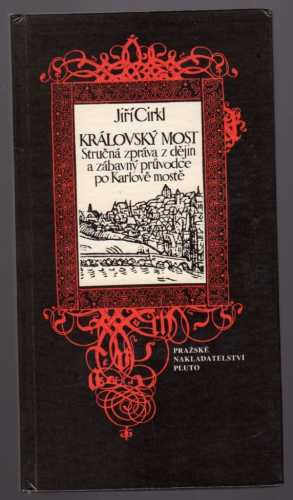 Jiří Cirkl
KRÁLOVSKÝ MOST
Stručná zpráva z dějin
a zábavný průvodce
po Karlově mostě
PRAŽSKÉ
NAKLADATELSTVÍ
PLUTO